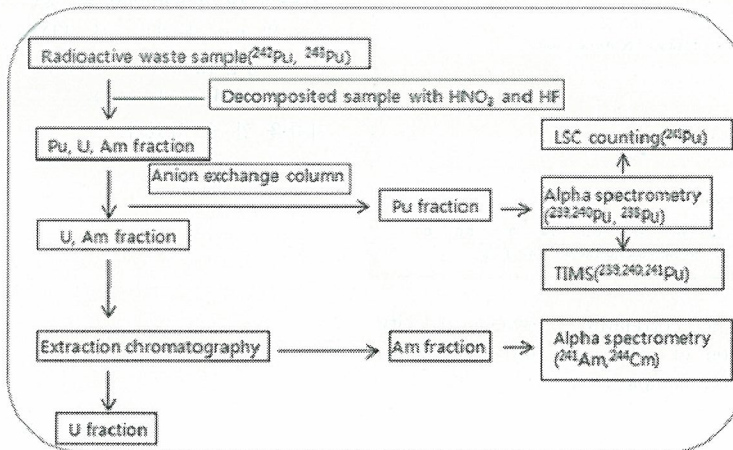 Radioactive waste sample(²⁴²Pu, ²⁴³Pu)
Decomposited sample with HNO₃ and HF
Pu, U, Am fraction
LSC counting(²⁴¹Pu)
Anion exchange column
Pu fraction
Alpha spectrometry
(²³⁹,²⁴⁰Pu, ²³⁸Pu)
U, Am fraction
TIMS(²³⁹,²⁴⁰,²⁴¹Pu)
Extraction chromatography
Am fraction
Alpha spectrometry
(²⁴¹Am,²⁴⁴Cm)
U fraction